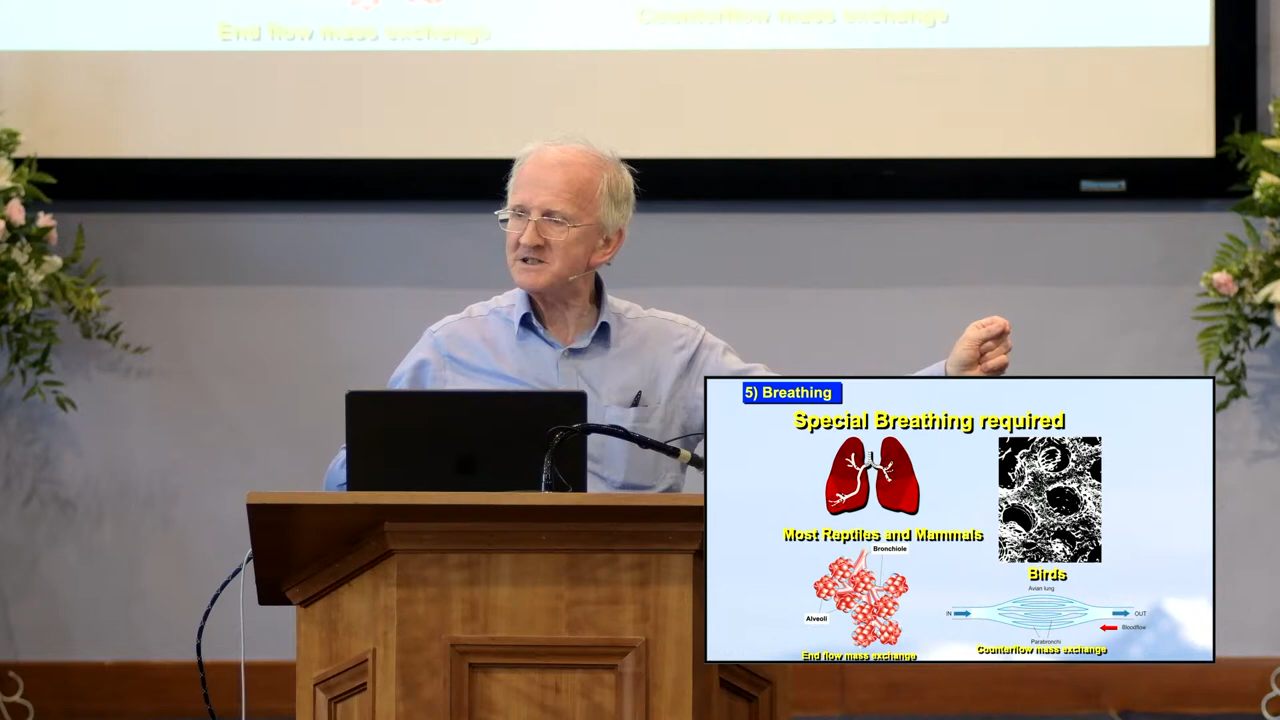 End flow mass exchange
Counterflow mass exchange
5) Breathing
Special Breathing required
Most Reptiles and Mammals
Bronchiole
Alveoli
End flow mass exchange
Birds
Avian lung
IN
OUT
Bloodflow
Parabronchi
Counterflow mass exchange